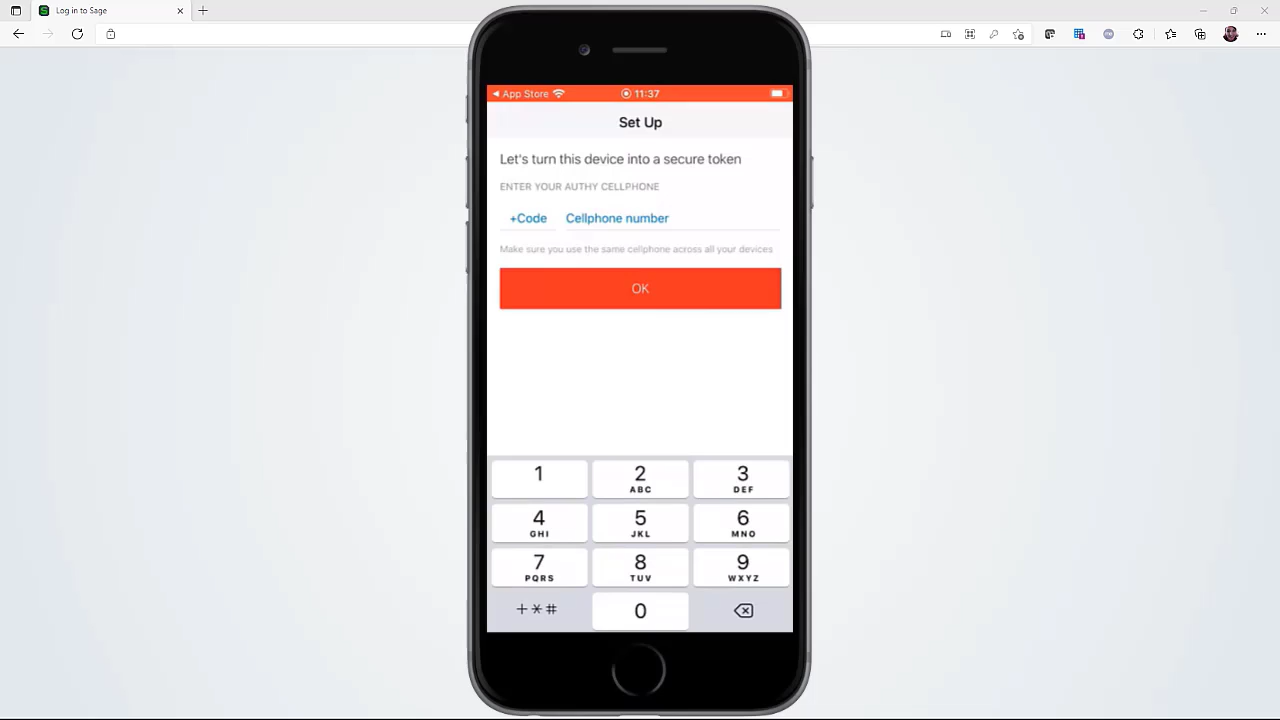 Log in to Sage
App Store
11:37
Set Up
Let's turn this device into a secure token
ENTER YOUR AUTHY CELLPHONE
+Code Cellphone number
Make sure you use the same cellphone across all your devices
OK
1 2 3
ABC DEF
4 5 6
GHI JKL MNO
7 8 9
PQRS TUV WXYZ
+*# 0